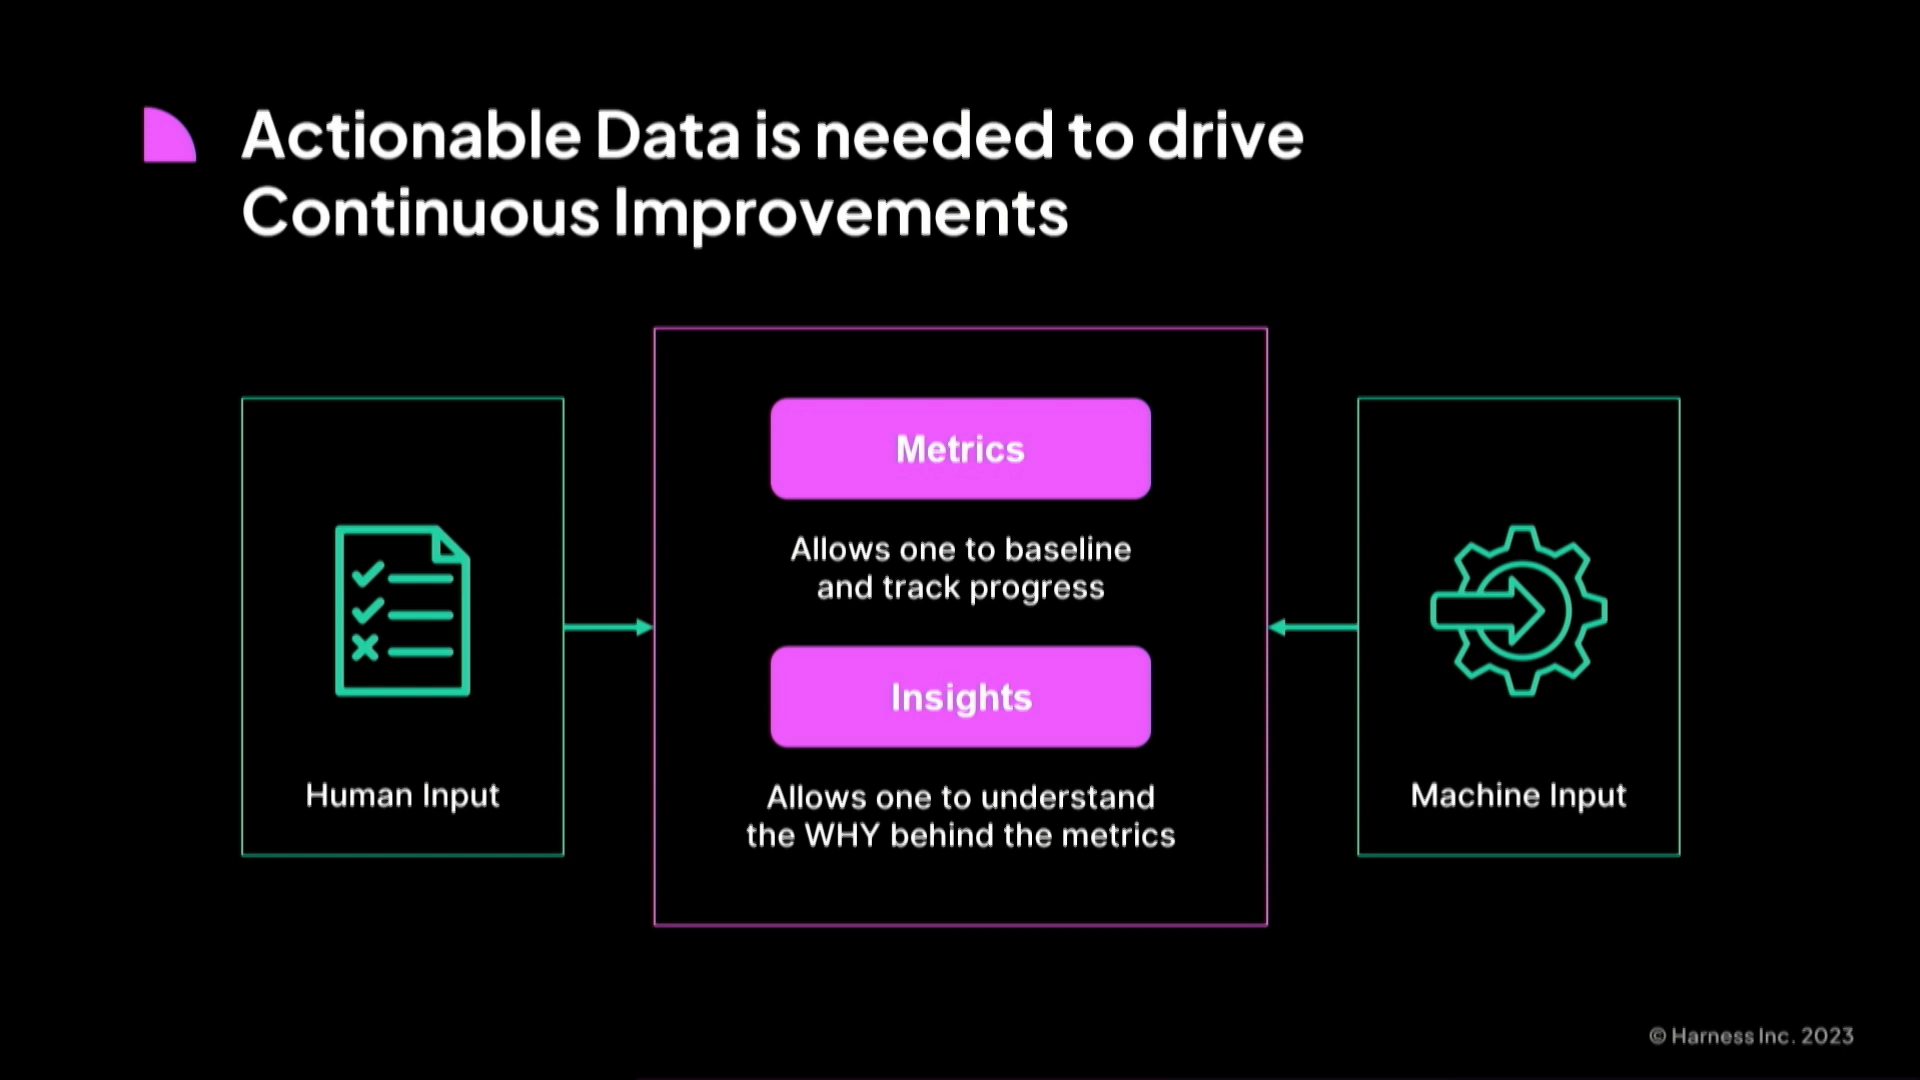 Actionable Data is needed to drive
Continuous Improvements
Human Input
Metrics
Allows one to baseline
and track progress
Insights
Allows one to understand
the WHY behind the metrics
Machine Input
© Harness Inc. 2023